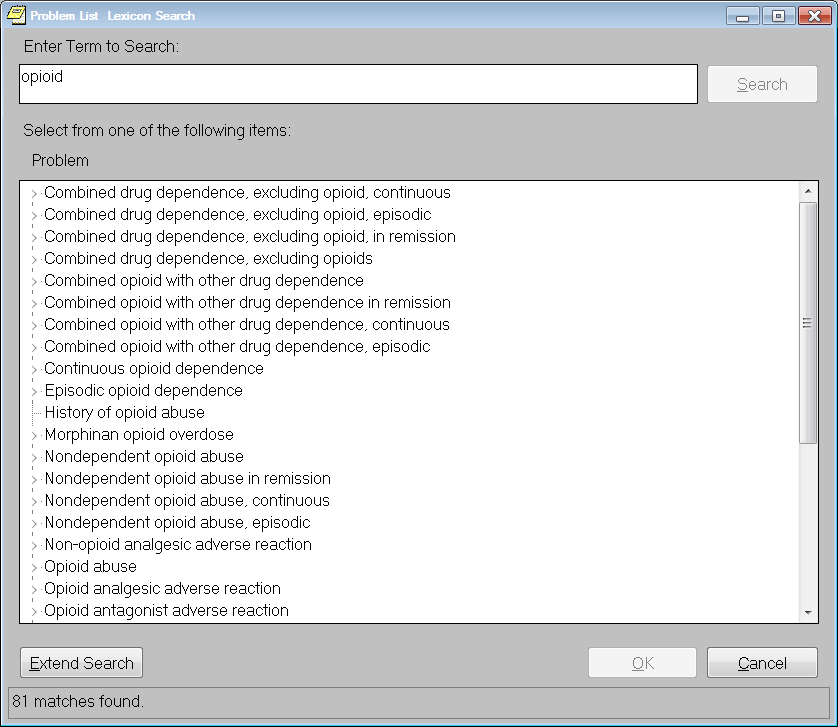 Problem List  Lexicon Search
Enter Term to Search:
opioid
Search
Select from one of the following items:
Problem
Combined drug dependence, excluding opioid, continuous
Combined drug dependence, excluding opioid, episodic
Combined drug dependence, excluding opioid, in remission
Combined drug dependence, excluding opioids
Combined opioid with other drug dependence
Combined opioid with other drug dependence in remission
Combined opioid with other drug dependence, continuous
Combined opioid with other drug dependence, episodic
Continuous opioid dependence
Episodic opioid dependence
History of opioid abuse
Morphinan opioid overdose
Nondependent opioid abuse
Nondependent opioid abuse in remission
Nondependent opioid abuse, continuous
Nondependent opioid abuse, episodic
Non-opioid analgesic adverse reaction
Opioid abuse
Opioid analgesic adverse reaction
Opioid antagonist adverse reaction
Extend Search
OK
Cancel
81 matches found.